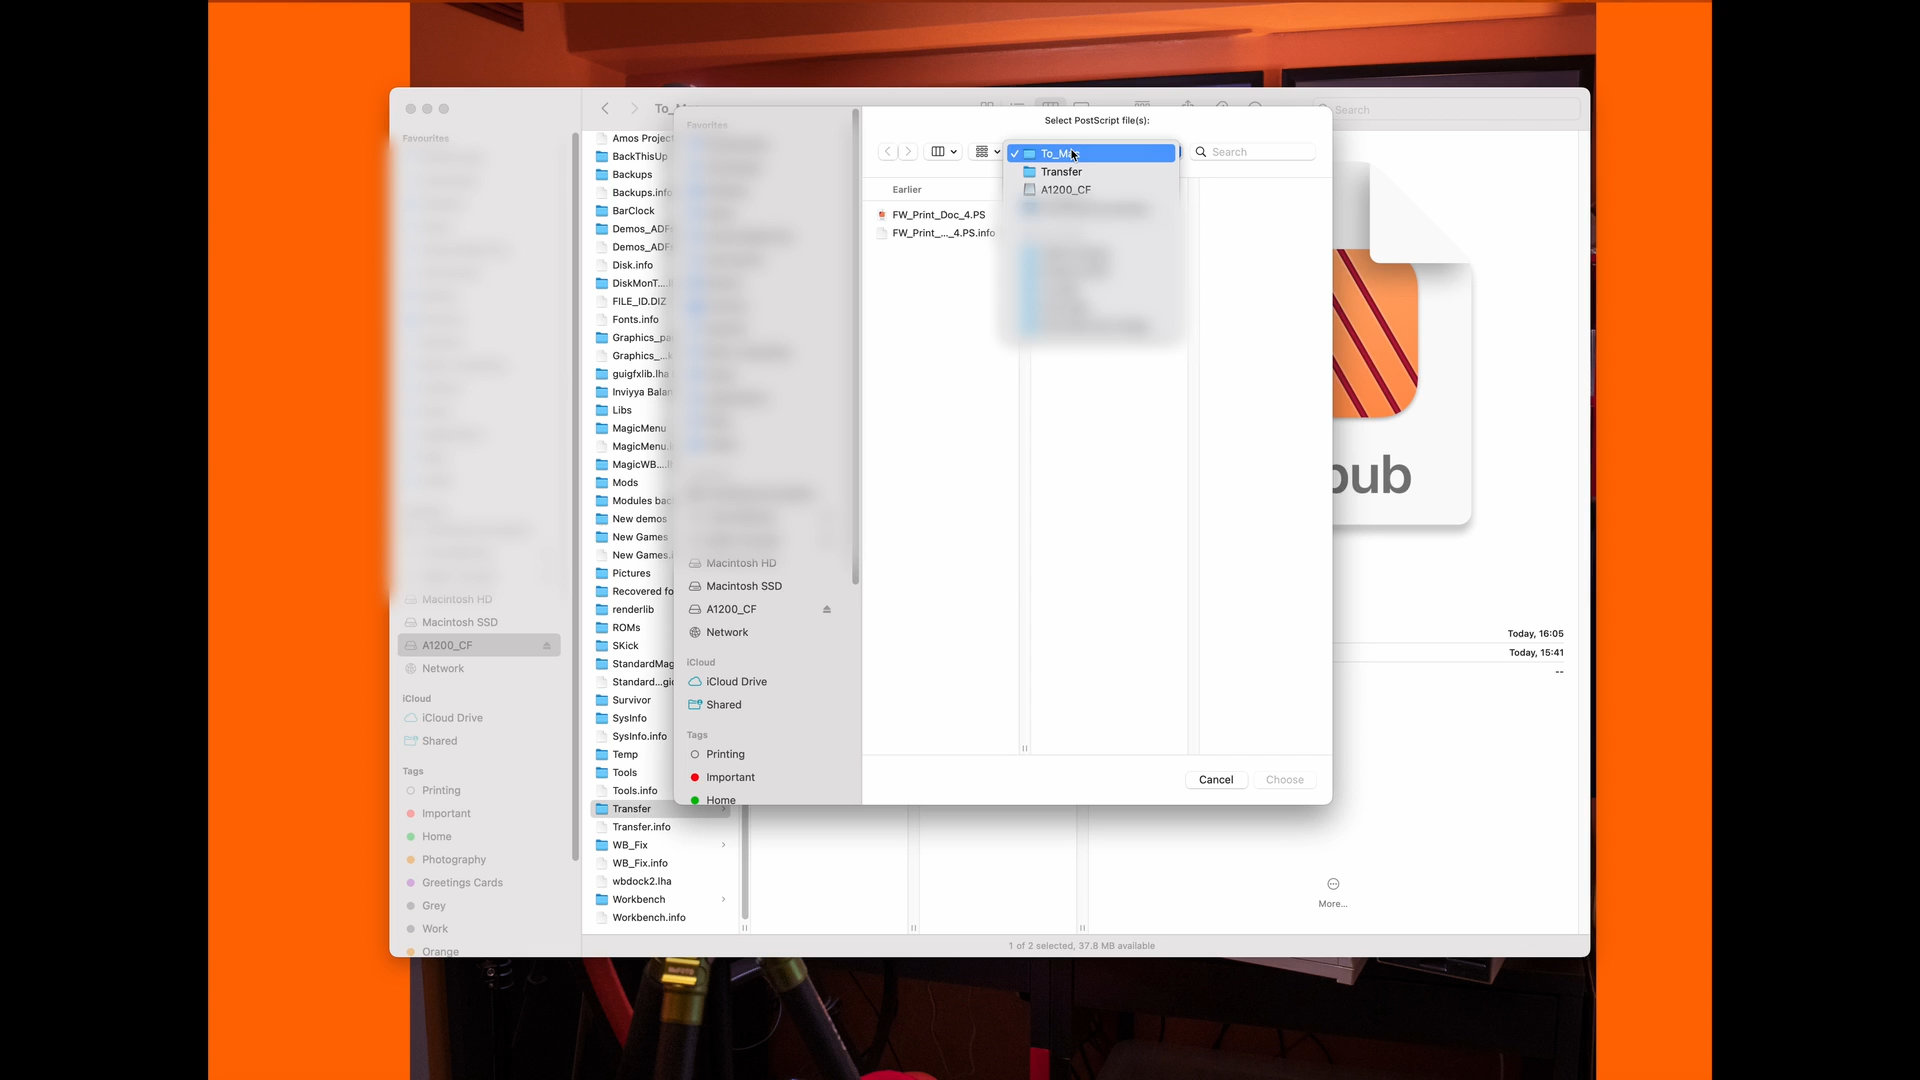 Favourites
Macintosh HD
Macintosh SSD
A1200_CF
Network
iCloud
iCloud Drive
Shared
Tags
Printing
Important
Home
Photography
Greetings Cards
Grey
Work
Orange
Search
Amos Projec
BackThisUp
Backups
Backups.info
BarClock
Demos_ADF
Demos_ADF
Disk.info
DiskMonT....l
FILE_ID.DIZ
Fonts.info
Graphics_pa
Graphics_...
guigfxlib.lha
Inviyya Balan
Libs
MagicMenu
MagicMenu.i
MagicWB....l
Mods
Modules bac
New demos
New Games
New Games.i
Pictures
Recovered fo
renderlib
ROMs
SKick
StandardMag
Standard...gi
Survivor
SysInfo
SysInfo.info
Temp
Tools
Tools.info
Transfer
Transfer.info
WB_Fix
WB_Fix.info
wbdock2.lha
Workbench
Workbench.info
Favorites
Macintosh HD
Macintosh SSD
A1200_CF
Network
iCloud
iCloud Drive
Shared
Tags
Printing
Important
Home
Select PostScript file(s):
Search
Transfer
A1200_CF
Earlier
FW_Print_Doc_4.PS
FW_Print_..._4.PS.info
Cancel
Choose
pub
Today, 16:05
Today, 15:41
--
More...
1 of 2 selected, 37.8 MB available